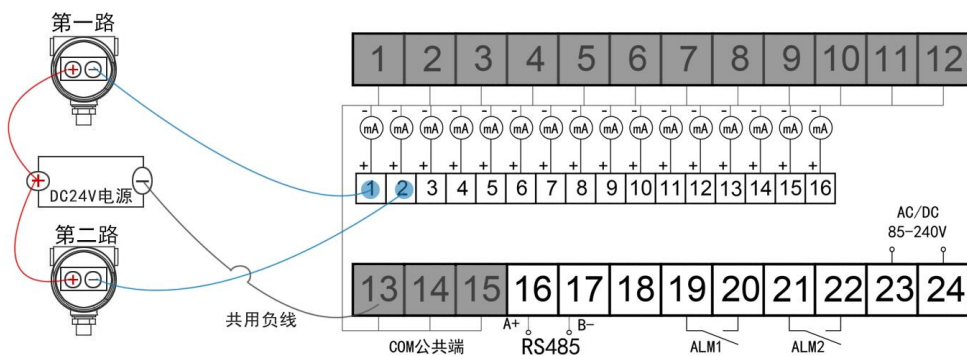 第一路
+ −
1 2 3 4 5 6 7 8 9 10 11 12
- - - - - - - - - - - - - - - -
mA mA mA mA mA mA mA mA mA mA mA mA mA mA mA mA
+ + + + + + + + + + + + + + + +
1 2 3 4 5 6 7 8 9 10 11 12 13 14 15 16
+ −
DC24V电源
AC/DC
85-240V
第二路
+ −
13 14 15 16 17 18 19 20 21 22 23 24
共用负线
A+ B-
COM公共端 RS485 ALM1 ALM2